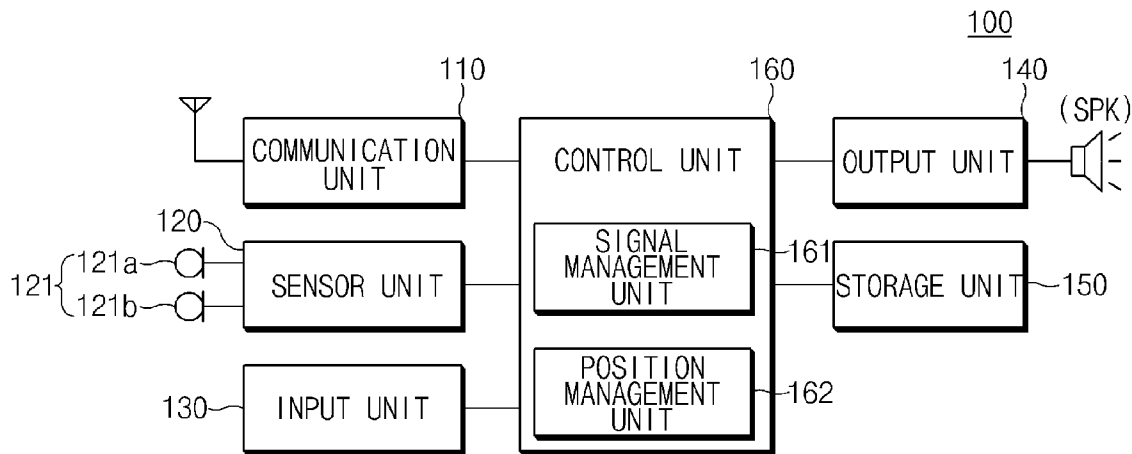 100
110
160
140
(SPK)
COMMUNICATION
UNIT
CONTROL UNIT
OUTPUT UNIT
120
121
121a
121b
SENSOR UNIT
SIGNAL
MANAGEMENT
UNIT
161
STORAGE UNIT
150
130
INPUT UNIT
POSITION
MANAGEMENT
UNIT
162